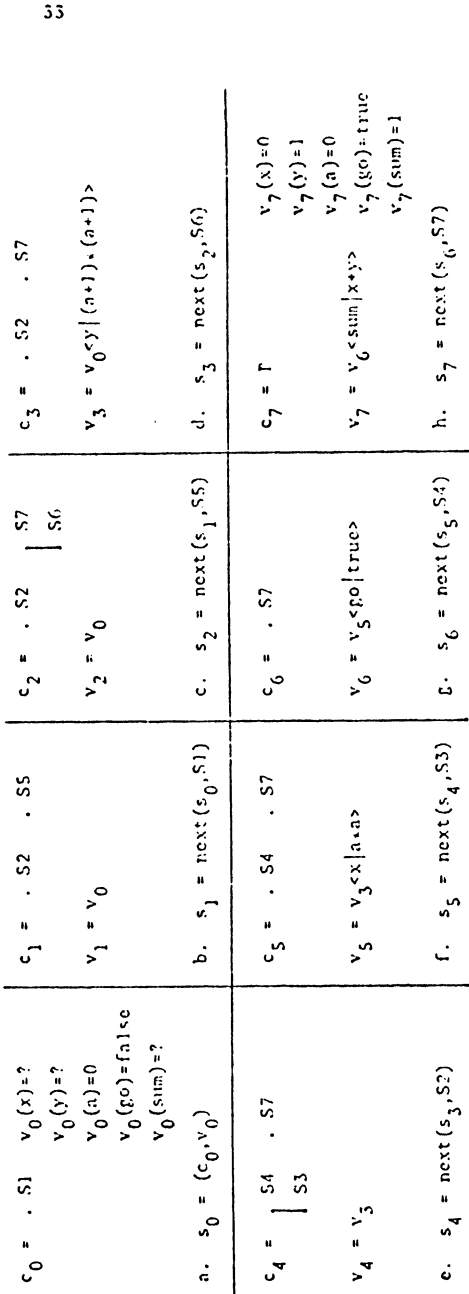 33
c0 = . S1 v0(x)=?
v0(y)=?
v0(a)=0
v0(go)=false
v0(sum)=?
a. s0 = (c0,v0)
c1 = . S2 . S5
v1 = v0
b. s1 = next(s0,S1)
c2 = . S2 | S7
| S6
v2 = v0
c. s2 = next(s1,S5)
c3 = . S2 . S7
v3 = v0<y|(a+1)*(a+1)>
d. s3 = next(s2,S6)
c4 = | S4 . S7
| S3
v4 = v3
e. s4 = next(s3,S2)
c5 = . S4 . S7
v5 = v3<x|a*a>
f. s5 = next(s4,S3)
c6 = . S7
v6 = v5<go|true>
g. s6 = next(s5,S4)
c7 = Γ v7(x)=0
v7(y)=1
v7(a)=0
v7(go)=true
v7 = v6<sum|x+y> v7(sum)=1
h. s7 = next(s6,S7)